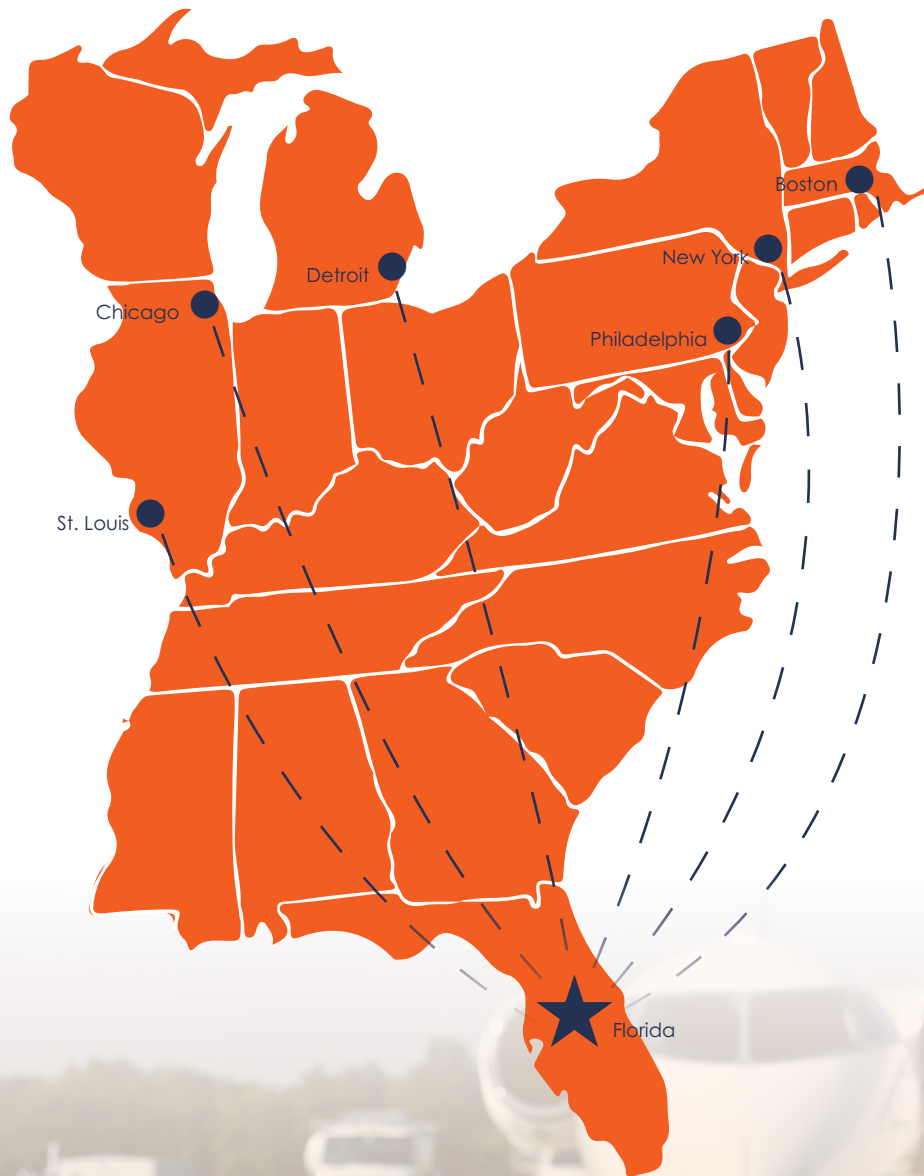 Boston
New York
Detroit
Chicago
Philadelphia
St. Louis
Florida